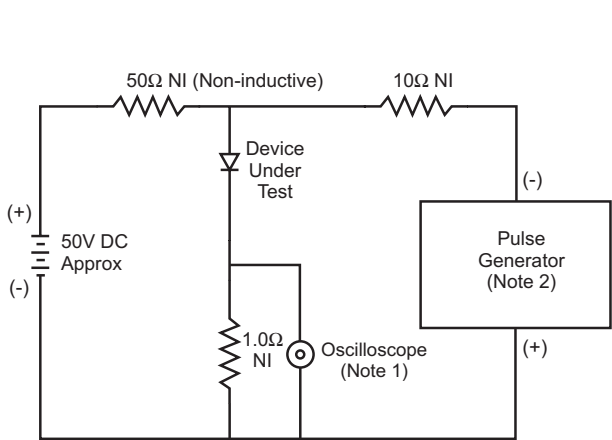 50Ω NI (Non-inductive)
10Ω NI
Device
Under
Test
(-)
(+)
50V DC
Approx
(-)
Pulse
Generator
(Note 2)
1.0Ω
NI
Oscilloscope
(Note 1)
(+)